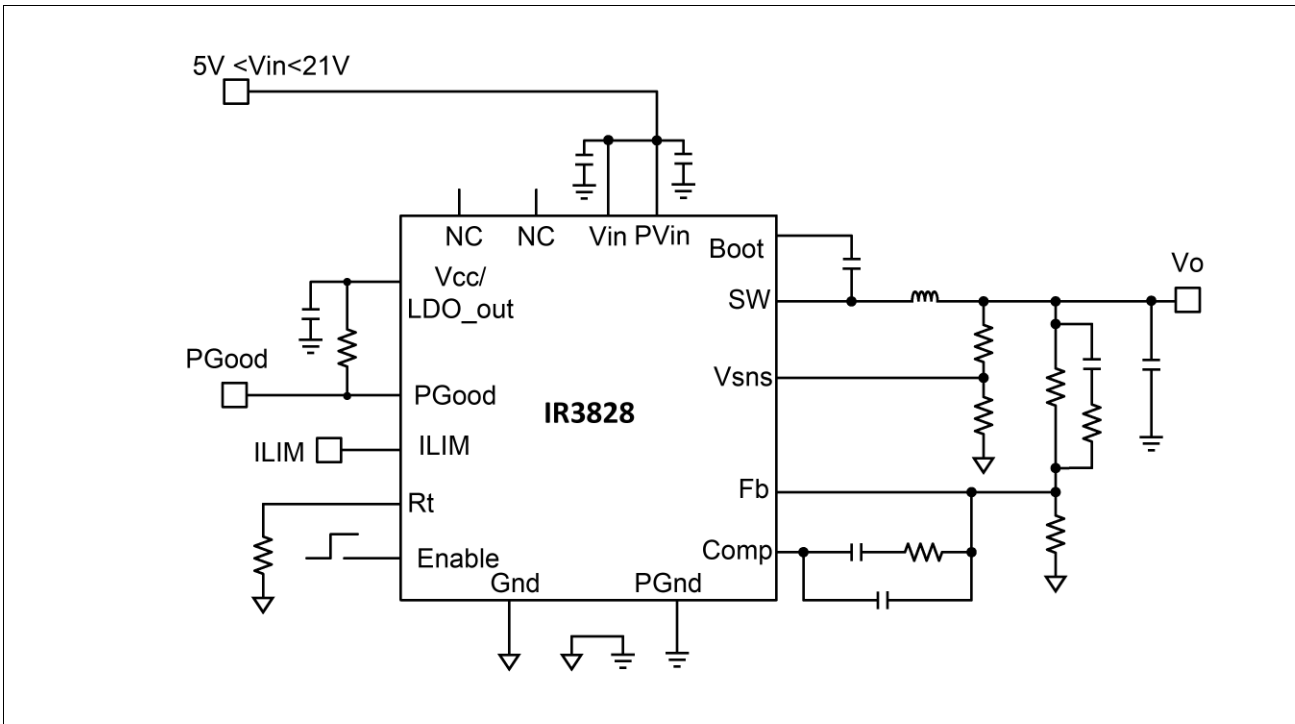 5V <Vin<21V
NC NC Vin PVin
Boot
Vcc/
LDO_out
SW
Vo
PGood
Vsns
PGood
IR3828
ILIM
ILIM
Rt
Fb
Enable
Comp
Gnd PGnd